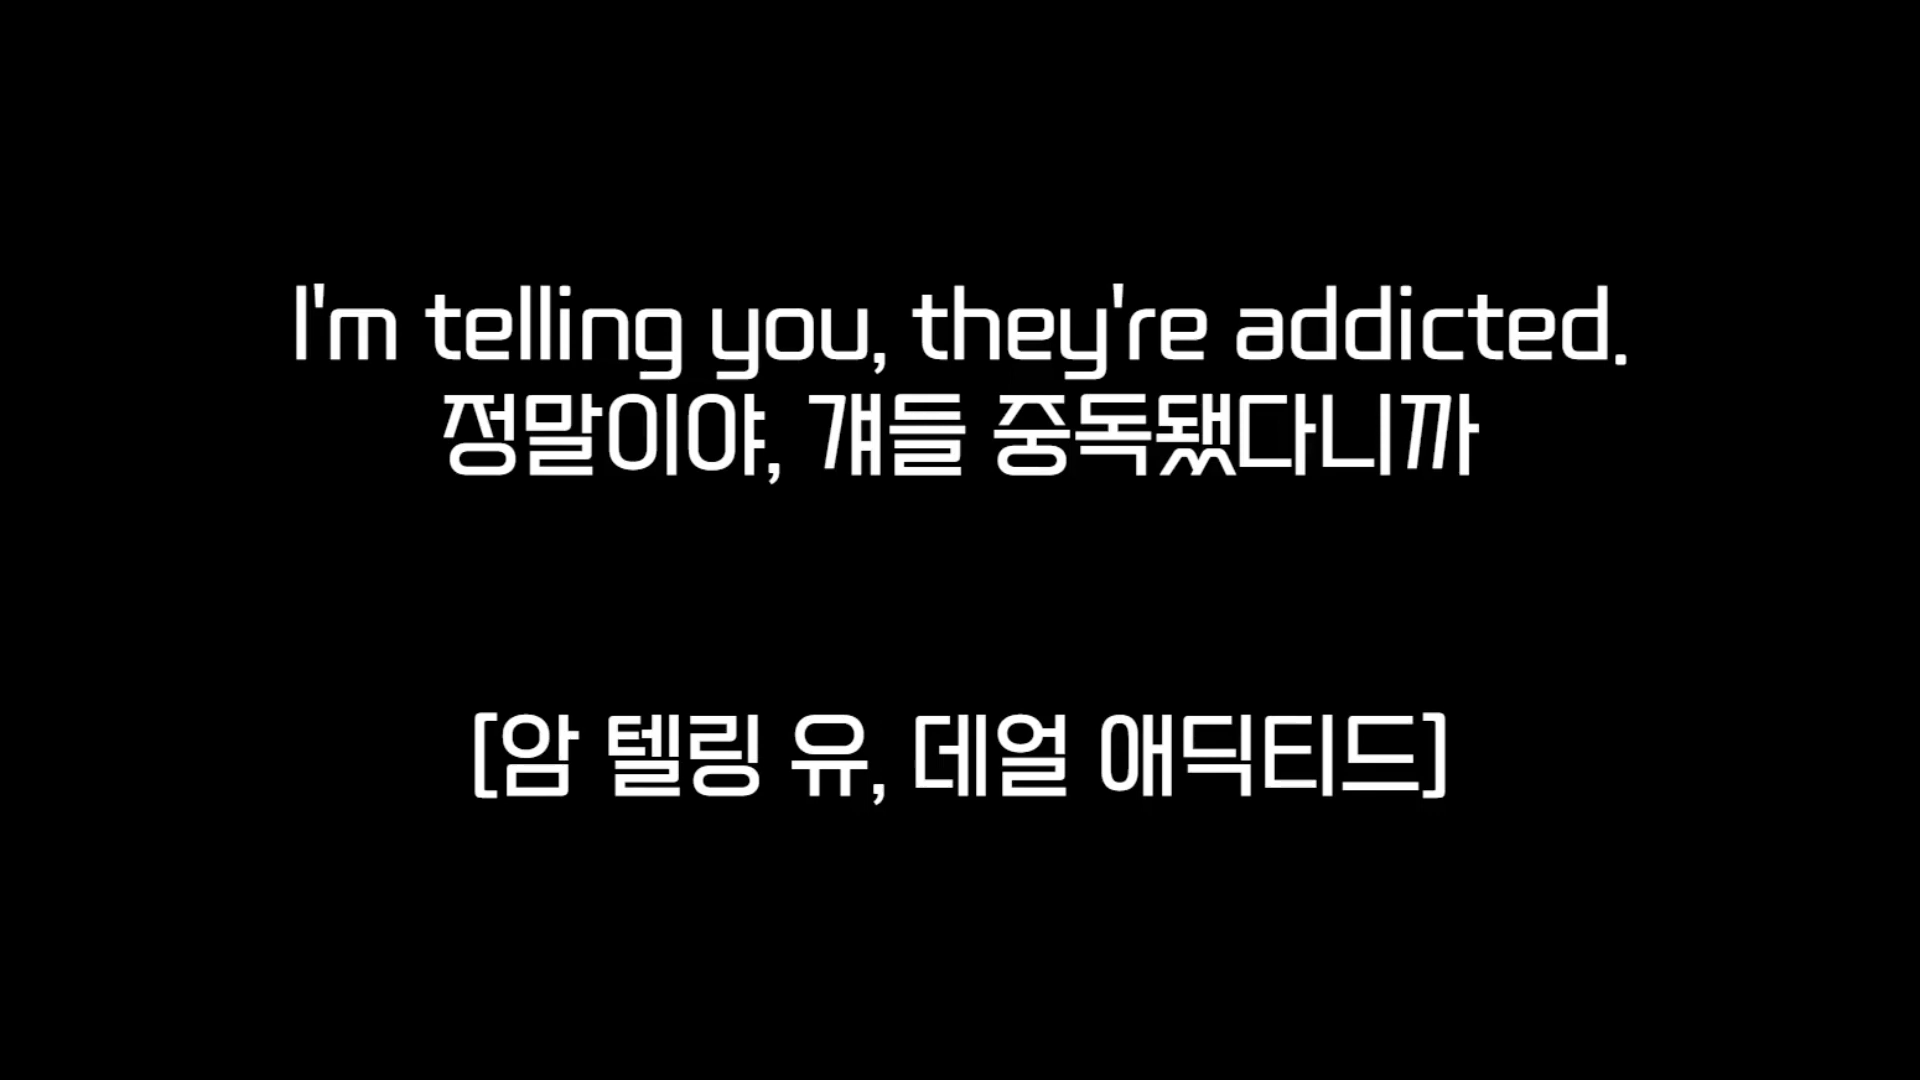 I'm telling you, they're addicted.
정말이야, 걔들 중독됐다니까
[암 텔링 유, 데얼 애딕티드]